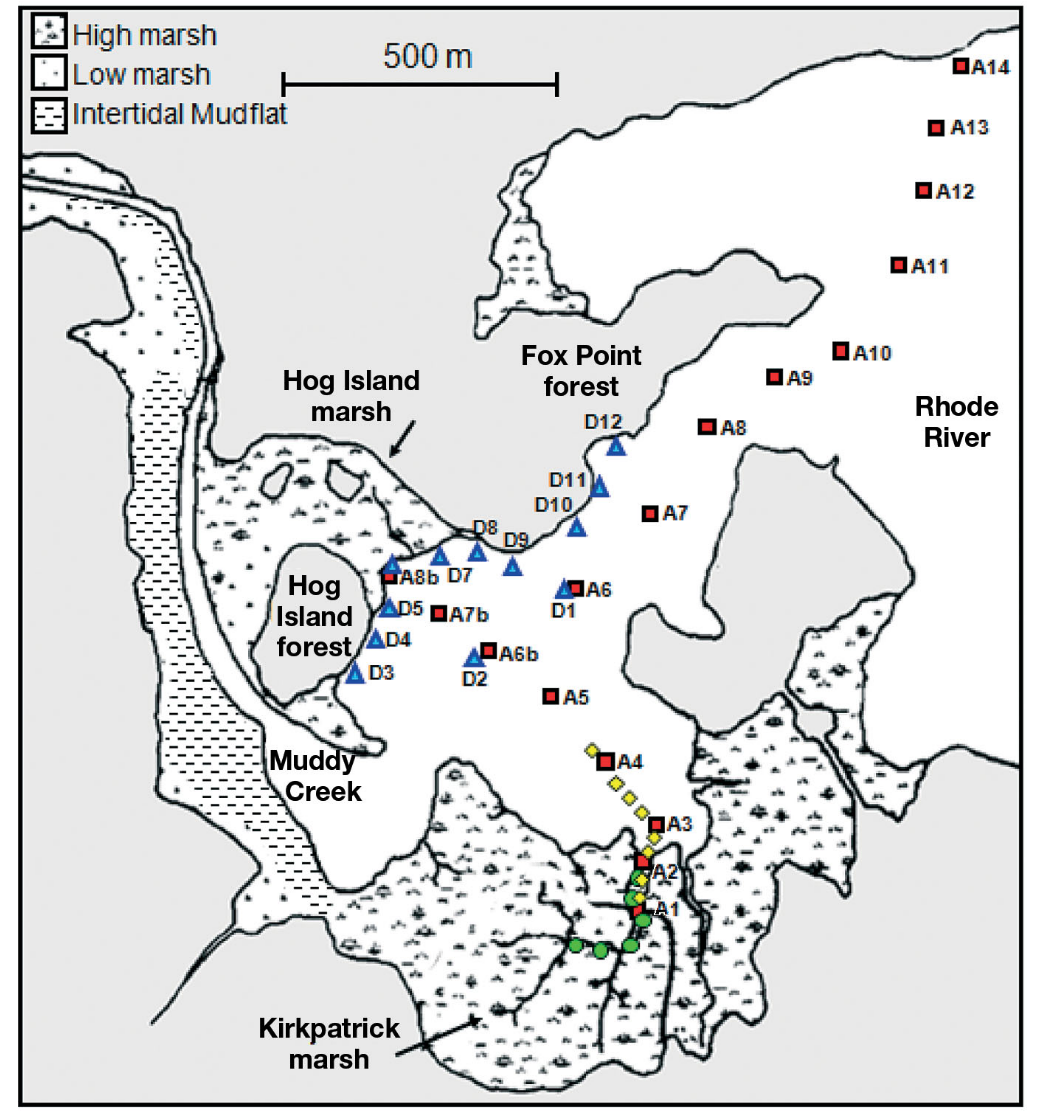 High marsh
Low marsh
Intertidal Mudflat
500 m
A14
A13
A12
A11
A10
A9
A8
A7
Rhode
River
Fox Point
forest
Hog Island
marsh
D12
D11
D10
D9
D8
D7
A8b
D5
D4
D3
A7b
A6
D1
A6b
D2
A5
Hog
Island
forest
Muddy
Creek
A4
A3
A2
A1
Kirkpatrick
marsh